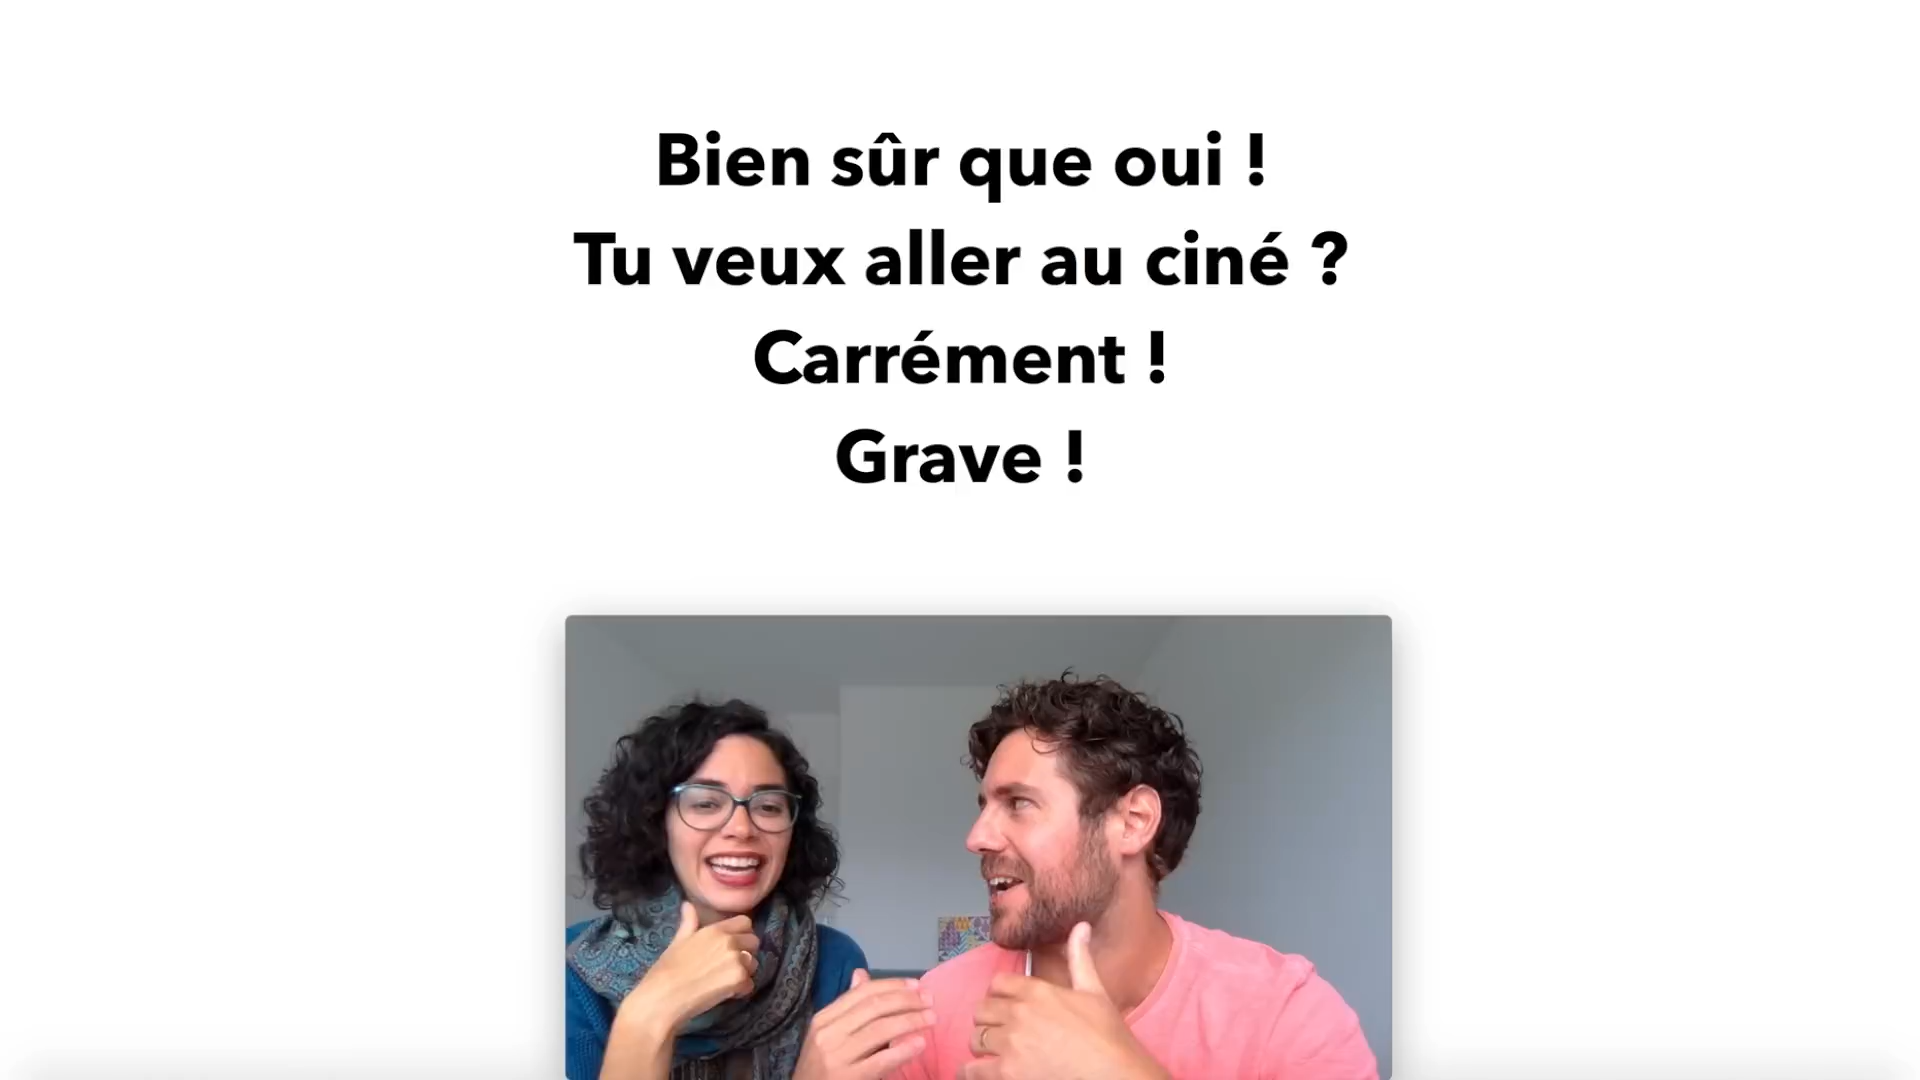 Bien sûr que oui !
Tu veux aller au ciné ?
Carrément !
Grave !